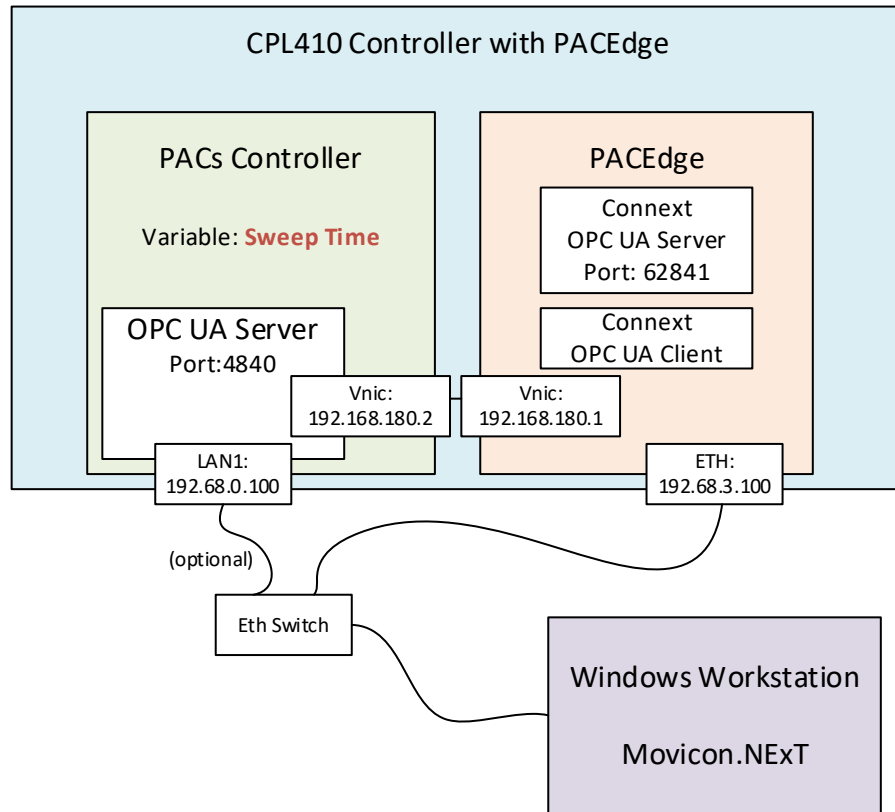 CPL410 Controller with PACEdge
PACs Controller
Variable: Sweep Time
OPC UA Server
Port:4840
Vnic:
192.168.180.2
LAN1:
192.68.0.100
PACEdge
Connext
OPC UA Server
Port: 62841
Connext
OPC UA Client
Vnic:
192.168.180.1
ETH:
192.68.3.100
(optional)
Eth Switch
Windows Workstation
Movicon.NExT